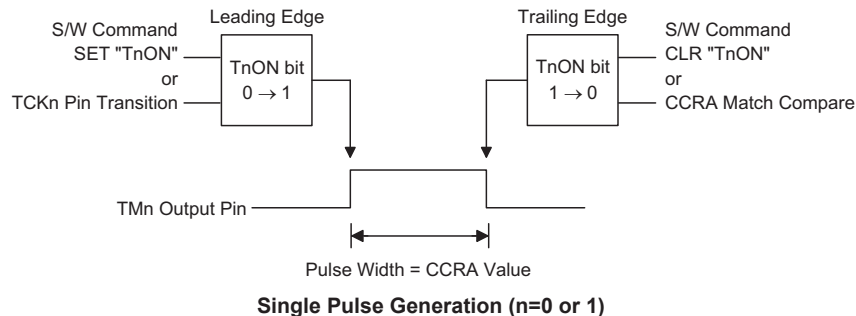 Leading Edge
S/W Command
SET "TnON"
or
TCKn Pin Transition
TnON bit
0 → 1
Trailing Edge
TnON bit
1 → 0
S/W Command
CLR "TnON"
or
CCRA Match Compare
TMn Output Pin
Pulse Width = CCRA Value
Single Pulse Generation (n=0 or 1)